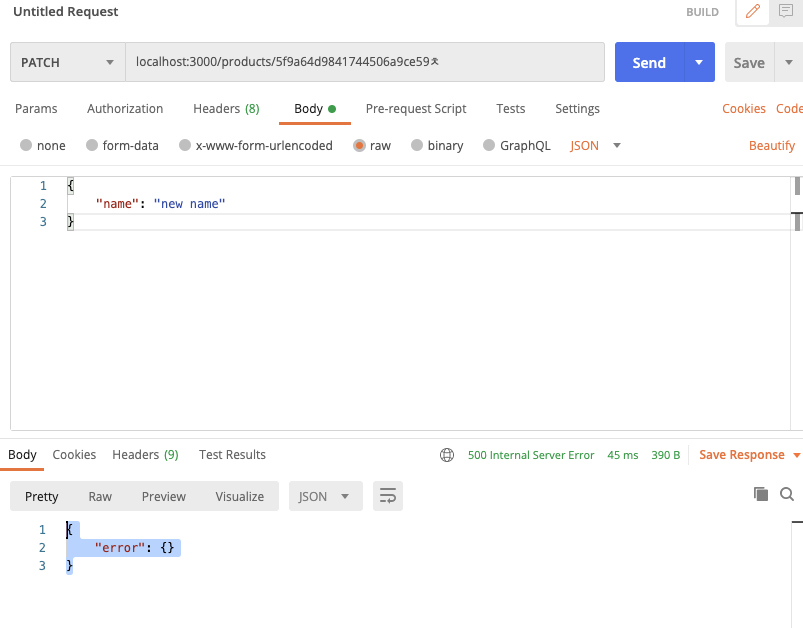 Untitled Request
BUILD
PATCH
localhost:3000/products/5f9a64d9841744506a9ce59
Send
Save
Params Authorization Headers (8) Body Pre-request Script Tests Settings Cookies Code
none form-data x-www-form-urlencoded raw binary GraphQL JSON Beautify
1 {
2 "name": "new name"
3 }
Body Cookies Headers (9) Test Results 500 Internal Server Error 45 ms 390 B Save Response
Pretty Raw Preview Visualize JSON
1 {
2 "error": {}
3 }